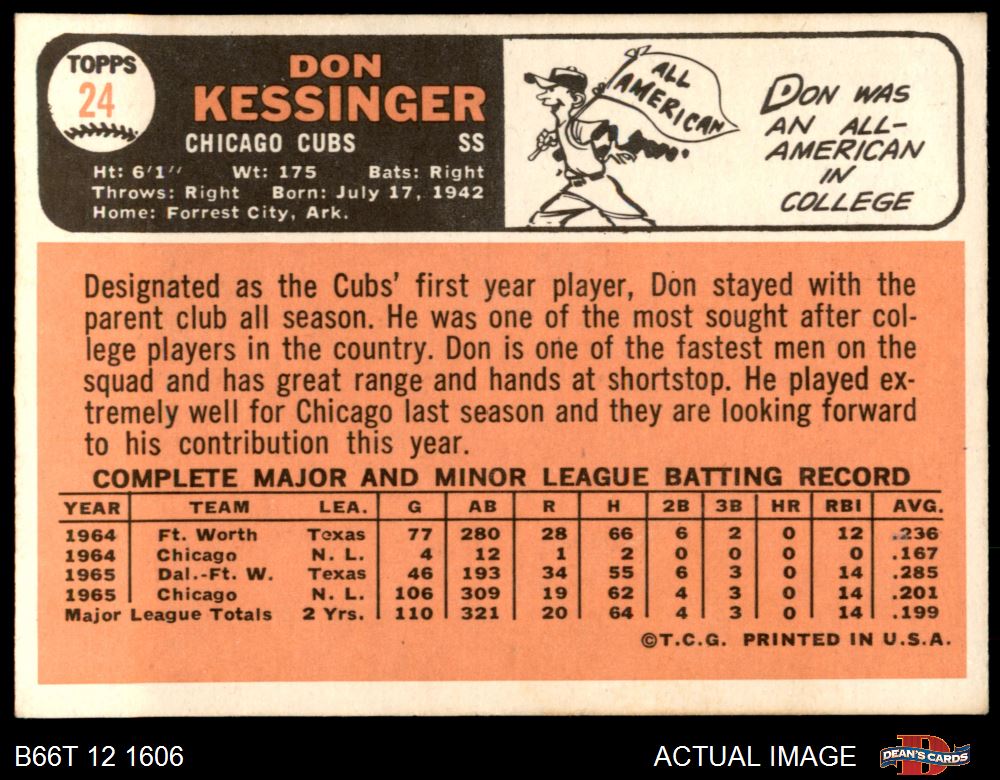 TOPPS
24
DON
KESSINGER
CHICAGO CUBS SS
Ht: 6'1" Wt: 175 Bats: Right
Throws: Right Born: July 17, 1942
Home: Forrest City, Ark.
ALL
AMERICAN
DON WAS
AN ALL-
AMERICAN
IN
COLLEGE
Designated as the Cubs' first year player, Don stayed with the
parent club all season. He was one of the most sought after col-
lege players in the country. Don is one of the fastest men on the
squad and has great range and hands at shortstop. He played ex-
tremely well for Chicago last season and they are looking forward
to his contribution this year.
COMPLETE MAJOR AND MINOR LEAGUE BATTING RECORD
YEAR TEAM LEA. G AB R H 2B 3B HR RBI AVG.
1964 Ft. Worth Texas 77 280 28 66 6 2 0 12 .236
1964 Chicago N. L. 4 12 1 2 0 0 0 0 .167
1965 Dal.-Ft. W. Texas 46 193 34 55 6 3 0 14 .285
1965 Chicago N. L. 106 309 19 62 4 3 0 14 .201
Major League Totals 2 Yrs. 110 321 20 64 4 3 0 14 .199
©T.C.G. PRINTED IN U.S.A.
B66T 12 1606
ACTUAL IMAGE
DEAN'S CARDS